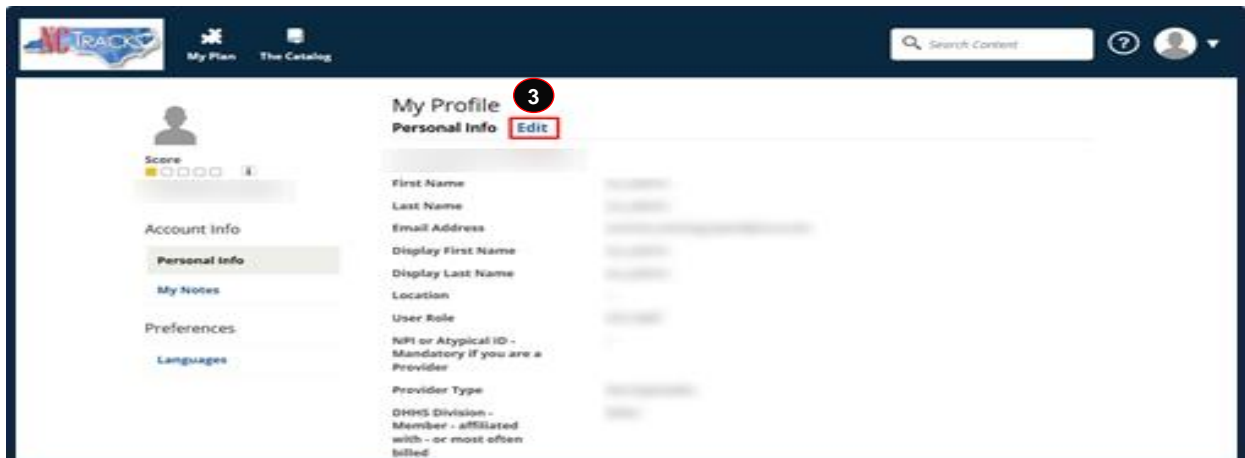 NCTRACKS
My Plan
The Catalog
Search Content
?
Score
i
Account Info
Personal Info
My Notes
Preferences
Languages
My Profile
3
Personal Info Edit
First Name
Last Name
Email Address
Display First Name
Display Last Name
Location
User Role
NPI or Atypical ID -
Mandatory if you are a
Provider
Provider Type
DHHS Division -
Member - affiliated
with - or most often
billed